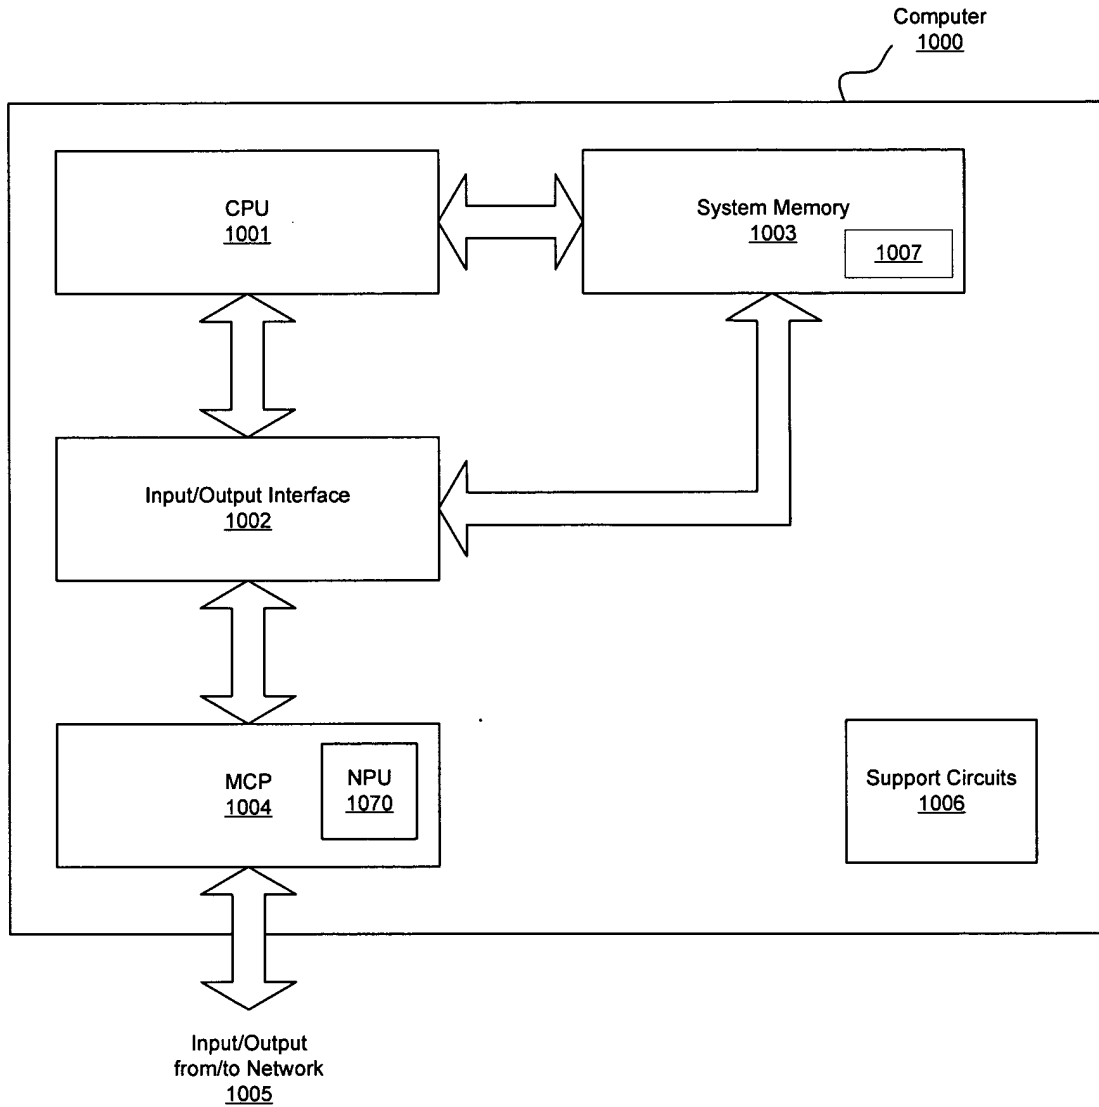 Computer
1000
CPU
1001
System Memory
1003
1007
Input/Output Interface
1002
MCP
1004
NPU
1070
Support Circuits
1006
Input/Output
from/to Network
1005